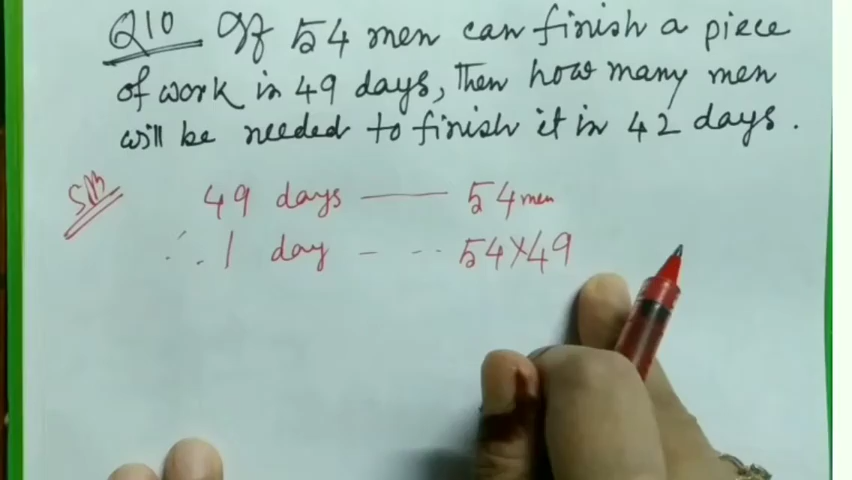 Q10 If 54 men can finish a piece
of work in 49 days, Then how many men
will be needed to finish it in 42 days.
Sol
49 days —— 54 men
∴ 1 day - -- 54×49